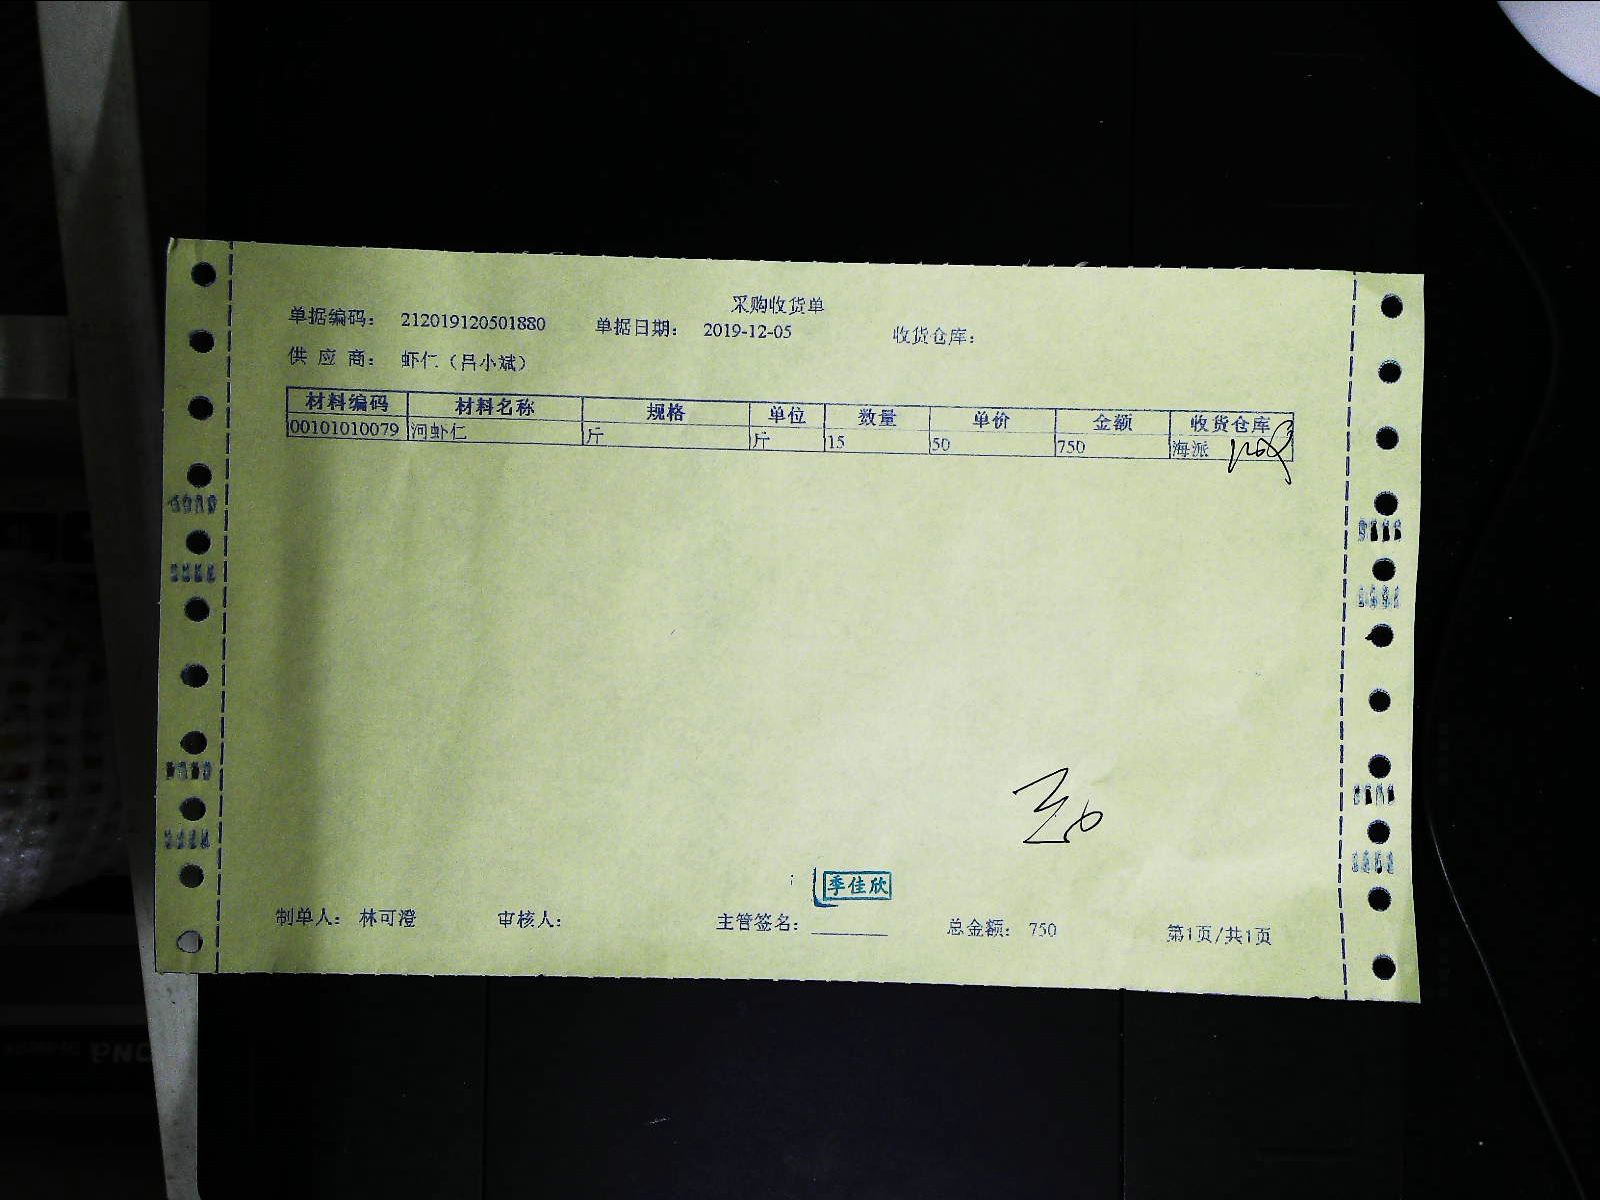 采购收货单
单据编码： 212019120501880 单据日期： 2019-12-05 收货仓库：
供 应 商： 虾仁（吕小斌）
材料编码 材料名称 规格 单位 数量 单价 金额 收货仓库
00101010079 河虾仁 斤 斤 15 50 750 海派
季佳欣
制单人： 林可澄 审核人： 主管签名： 总金额： 750 第1页/共1页